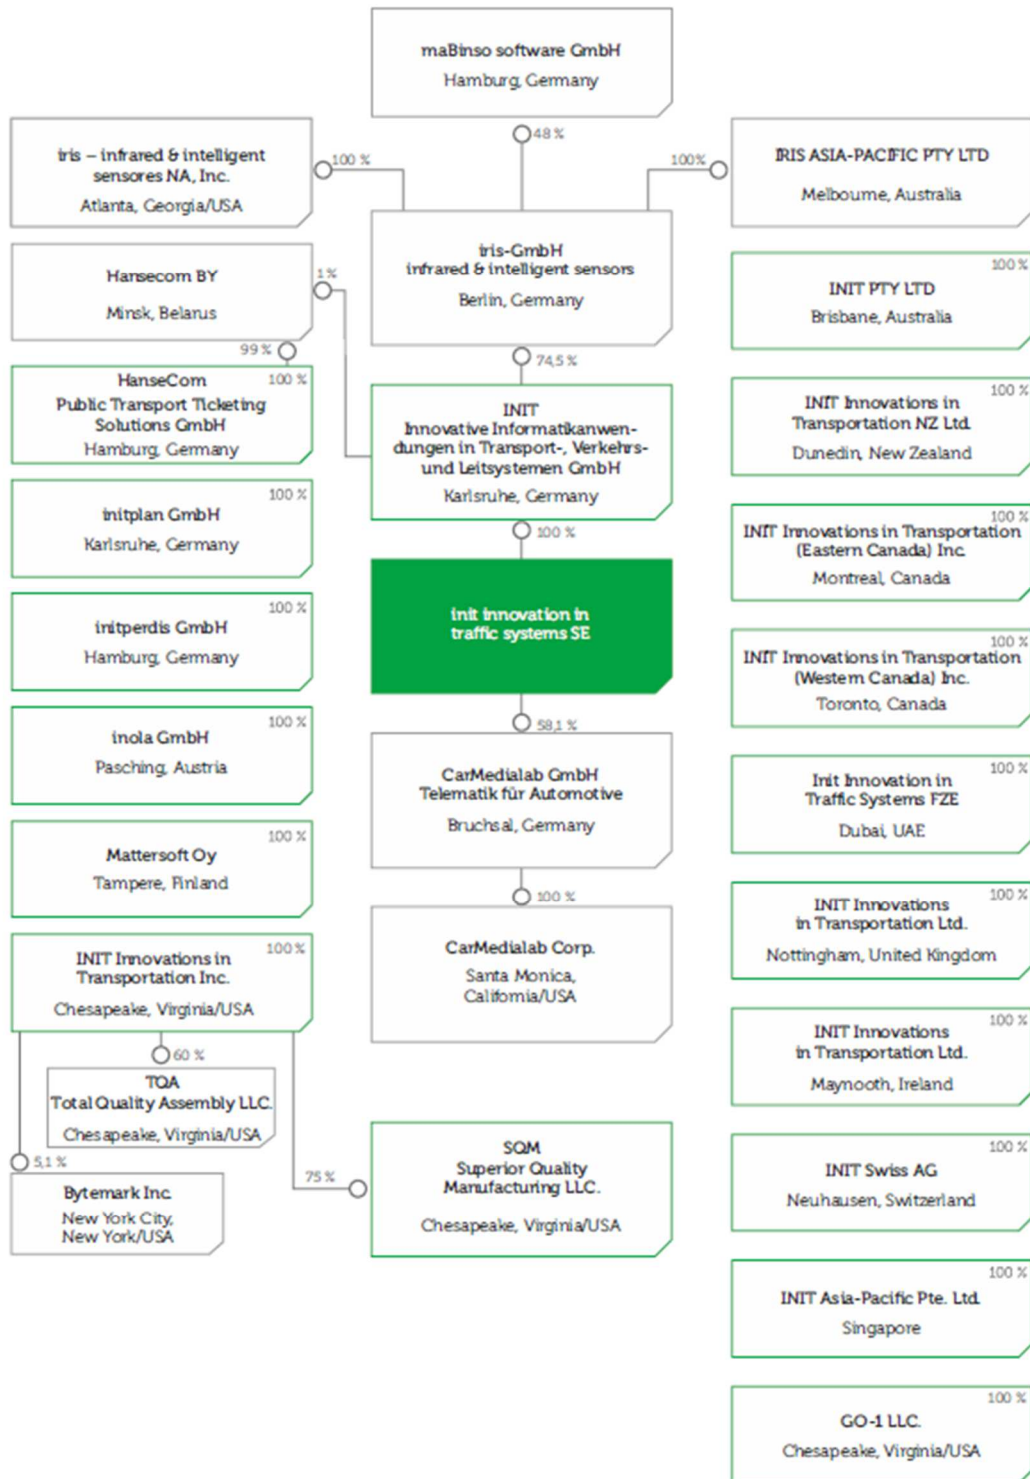 maBinso software GmbH
Hamburg, Germany
48 %
iris – infrared & intelligent
sensores NA, Inc.
Atlanta, Georgia/USA
100 %
100%
IRIS ASIA-PACIFIC PTY LTD
Melbourne, Australia
iris-GmbH
infrared & intelligent sensors
Berlin, Germany
Hansecom BY
Minsk, Belarus
1 %
99 %
74,5 %
HanseCom
Public Transport Ticketing
Solutions GmbH
Hamburg, Germany
100 %
INIT
Innovative Informatikanwen-
dungen in Transport-, Verkehrs-
und Leitsystemen GmbH
Karlsruhe, Germany
100 %
initplan GmbH
Karlsruhe, Germany
100 %
initperdis GmbH
Hamburg, Germany
100 %
inola GmbH
Pasching, Austria
100 %
Mattersoft Oy
Tampere, Finland
100 %
INIT Innovations in
Transportation Inc.
Chesapeake, Virginia/USA
100 %
60 %
TQA
Total Quality Assembly LLC.
Chesapeake, Virginia/USA
5,1 %
Bytemark Inc.
New York City,
New York/USA
75 %
init innovation in
traffic systems SE
58,1 %
CarMedialab GmbH
Telematik für Automotive
Bruchsal, Germany
100 %
CarMedialab Corp.
Santa Monica,
California/USA
SQM
Superior Quality
Manufacturing LLC.
Chesapeake, Virginia/USA
100 %
INIT PTY LTD
Brisbane, Australia
100 %
INIT Innovations in
Transportation NZ Ltd.
Dunedin, New Zealand
100 %
INIT Innovations in Transportation
(Eastern Canada) Inc.
Montreal, Canada
100 %
INIT Innovations in Transportation
(Western Canada) Inc.
Toronto, Canada
100 %
Init Innovation in
Traffic Systems FZE
Dubai, UAE
100 %
INIT Innovations
in Transportation Ltd.
Nottingham, United Kingdom
100 %
INIT Innovations
in Transportation Ltd.
Maynooth, Ireland
100 %
INIT Swiss AG
Neuhausen, Switzerland
100 %
INIT Asia-Pacific Pte. Ltd.
Singapore
100 %
GO-1 LLC.
Chesapeake, Virginia/USA